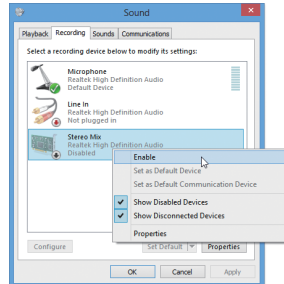 Sound
Playback Recording Sounds Communications
Select a recording device below to modify its settings:
Microphone
Realtek High Definition Audio
Default Device
Line In
Realtek High Definition Audio
Not plugged in
Stereo Mix
Realtek High Definition Audio
Disabled
Enable
Set as Default Device
Set as Default Communication Device
Show Disabled Devices
Show Disconnected Devices
Properties
Configure Set Default Properties
OK Cancel Apply